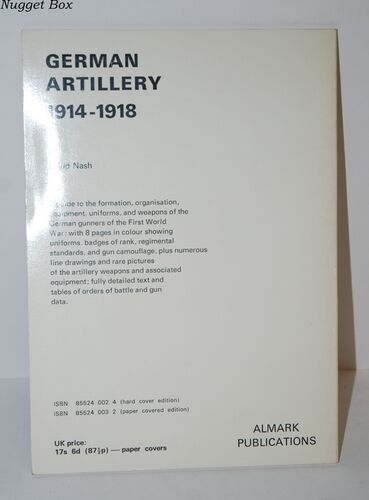 Nugget Box
GERMAN
ARTILLERY
1914-1918
Nash
guide to the formation, organisation,
equipment, uniforms, and weapons of the
German gunners of the First World
War; with 8 pages in colour showing
uniforms, badges of rank, regimental
standards, and gun camouflage, plus numerous
line drawings and rare pictures
of the artillery weapons and associated
equipment; fully detailed text and
tables of orders of battle and gun
data.
ISBN 85524 002 4 (hard cover edition)
ISBN 85524 003 2 (paper covered edition)
UK price:
17s 6d (87½p) — paper covers
ALMARK
PUBLICATIONS